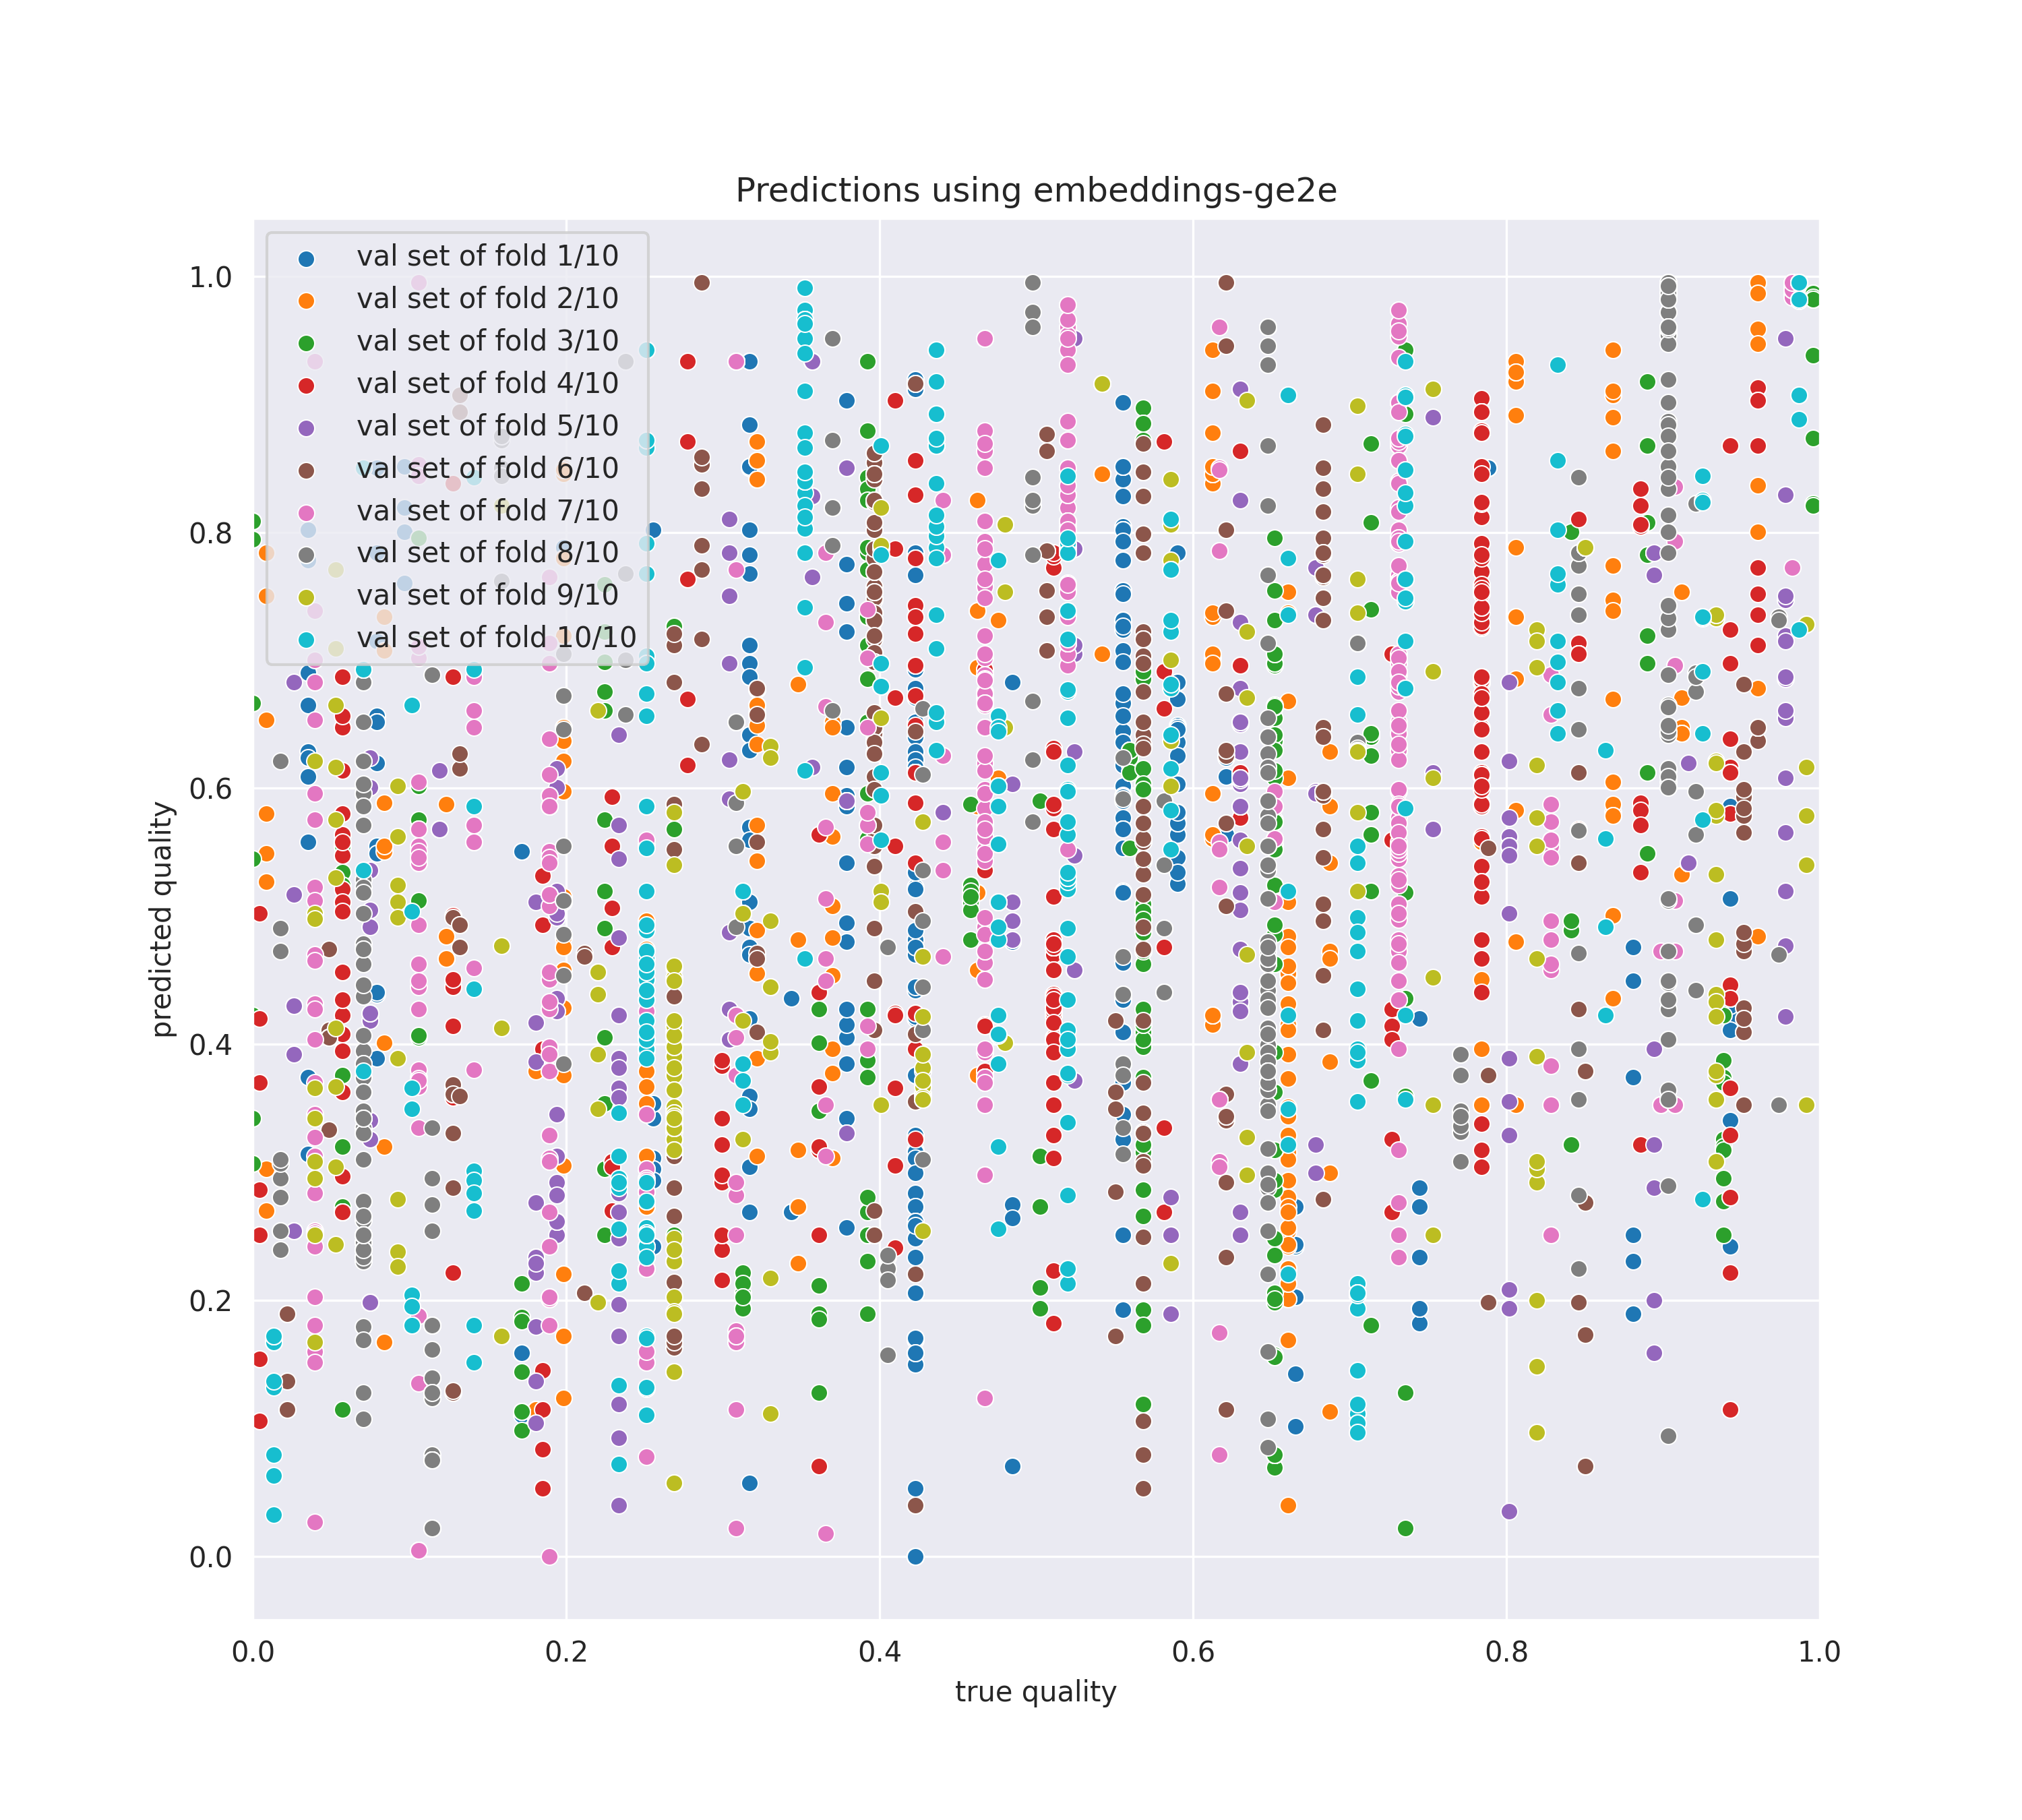 Predictions using embeddings-ge2e
val set of fold 1/10
val set of fold 2/10
val set of fold 3/10
val set of fold 4/10
val set of fold 5/10
val set of fold 6/10
val set of fold 7/10
val set of fold 8/10
val set of fold 9/10
val set of fold 10/10
1.0
0.8
0.6
0.4
0.2
0.0
predicted quality
0.0 0.2 0.4 0.6 0.8 1.0
true quality